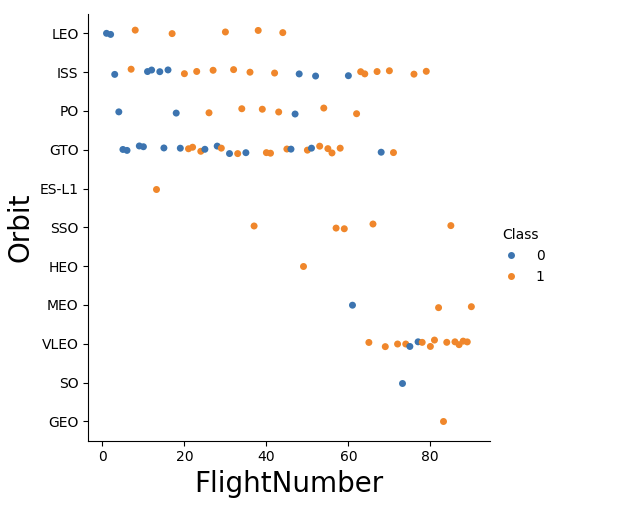 Orbit
LEO
ISS
PO
GTO
ES-L1
SSO
HEO
MEO
VLEO
SO
GEO
0 20 40 60 80
FlightNumber
Class
0
1